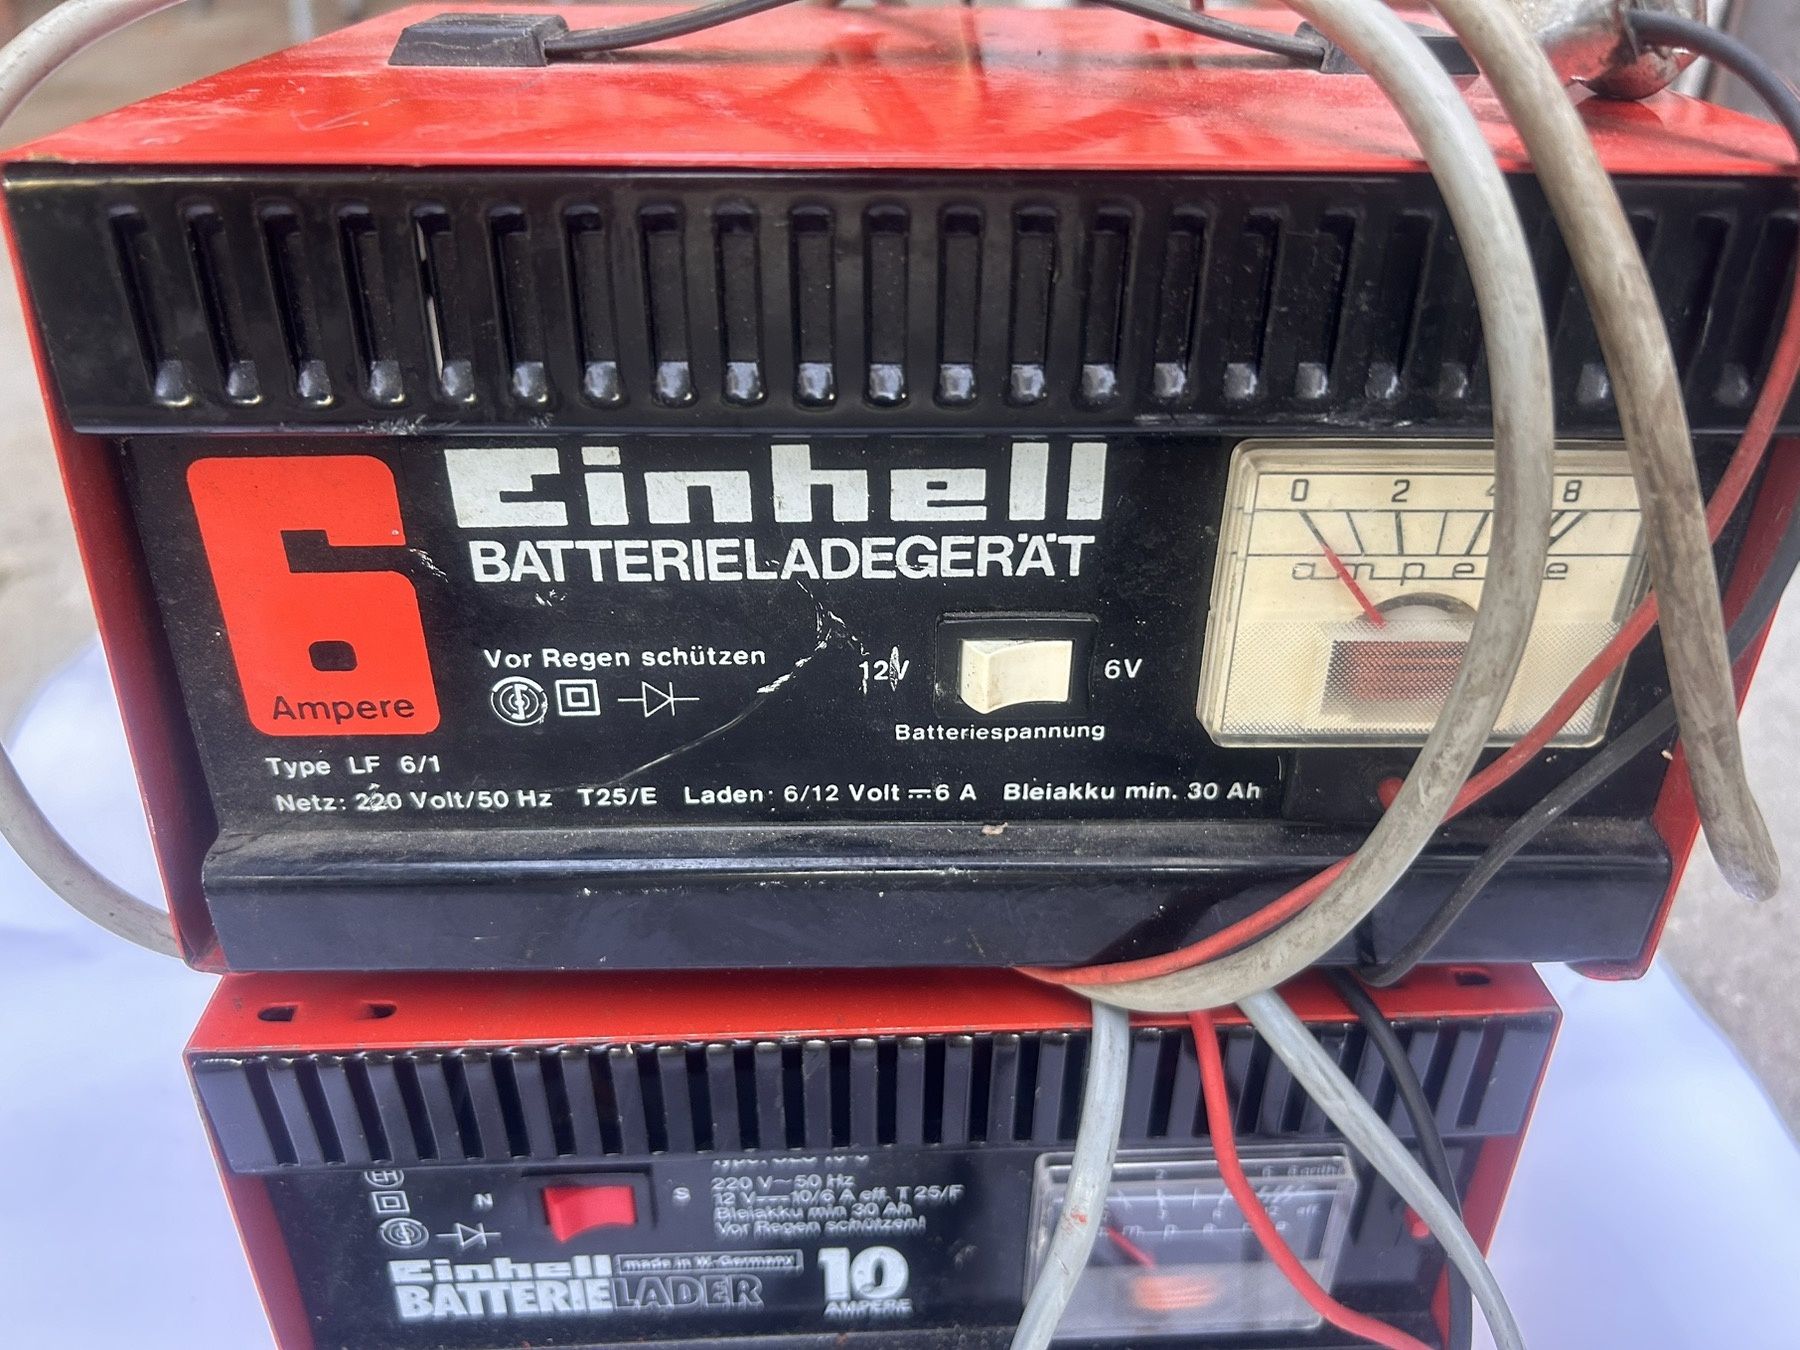 Einhell
BATTERIELADEGERÄT
6
Ampere
0 2 4 8
ampere
Vor Regen schützen
12V
6V
Batteriespannung
Type LF 6/1
Netz: 220 Volt/50 Hz T25/E Laden: 6/12 Volt ⎓ 6 A Bleiakku min. 30 Ah
N
S
220 V~50 Hz
12 V⎓10/6 A eff. T 25/F
Bleiakku min 30 Ah
Vor Regen schützen!
Einhell made in W.-Germany
BATTERIELADER
10
AMPERE